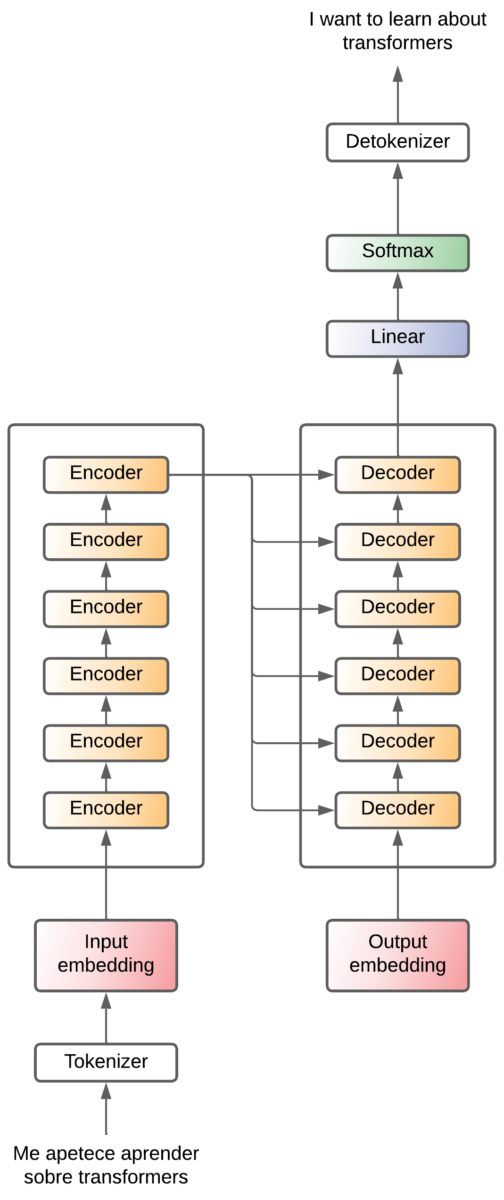 I want to learn about
transformers
Detokenizer
Softmax
Linear
Encoder
Encoder
Encoder
Encoder
Encoder
Encoder
Decoder
Decoder
Decoder
Decoder
Decoder
Decoder
Input
embedding
Output
embedding
Tokenizer
Me apetece aprender
sobre transformers